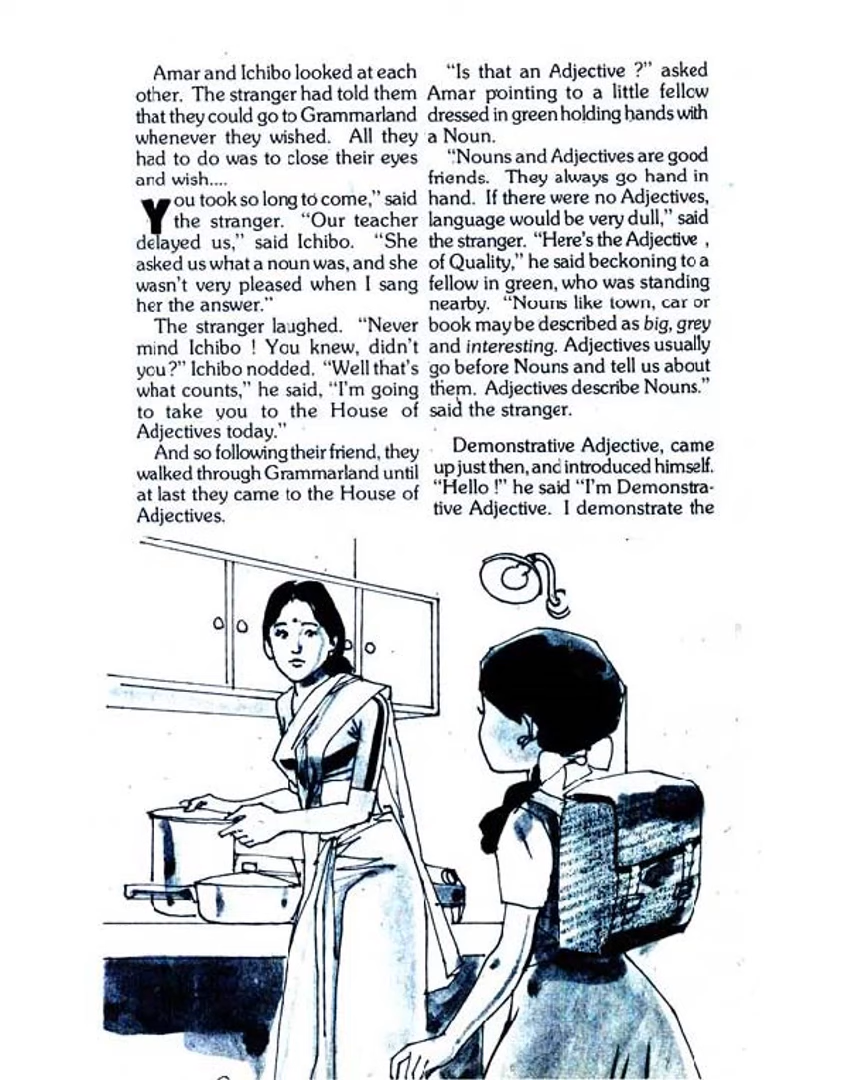 Amar and Ichibo looked at each
other. The stranger had told them
that they could go to Grammarland
whenever they wished. All they
had to do was to close their eyes
and wish....
You took so long to come,” said
the stranger. “Our teacher
delayed us,” said Ichibo. “She
asked us what a noun was, and she
wasn't very pleased when I sang
her the answer.”
The stranger laughed. “Never
mind Ichibo ! You knew, didn't
you?” Ichibo nodded. “Well that's
what counts,” he said, “I'm going
to take you to the House of
Adjectives today.”
And so following their friend, they
walked through Grammarland until
at last they came to the House of
Adjectives.
“Is that an Adjective ?” asked
Amar pointing to a little fellow
dressed in green holding hands with
a Noun.
“Nouns and Adjectives are good
friends. They always go hand in
hand. If there were no Adjectives,
language would be very dull,” said
the stranger. “Here's the Adjective ,
of Quality,” he said beckoning to a
fellow in green, who was standing
nearby. “Nouns like town, car or
book may be described as big, grey
and interesting. Adjectives usually
go before Nouns and tell us about
them. Adjectives describe Nouns.”
said the stranger.
Demonstrative Adjective, came
up just then, and introduced himself.
“Hello !” he said “I'm Demonstra-
tive Adjective. I demonstrate the